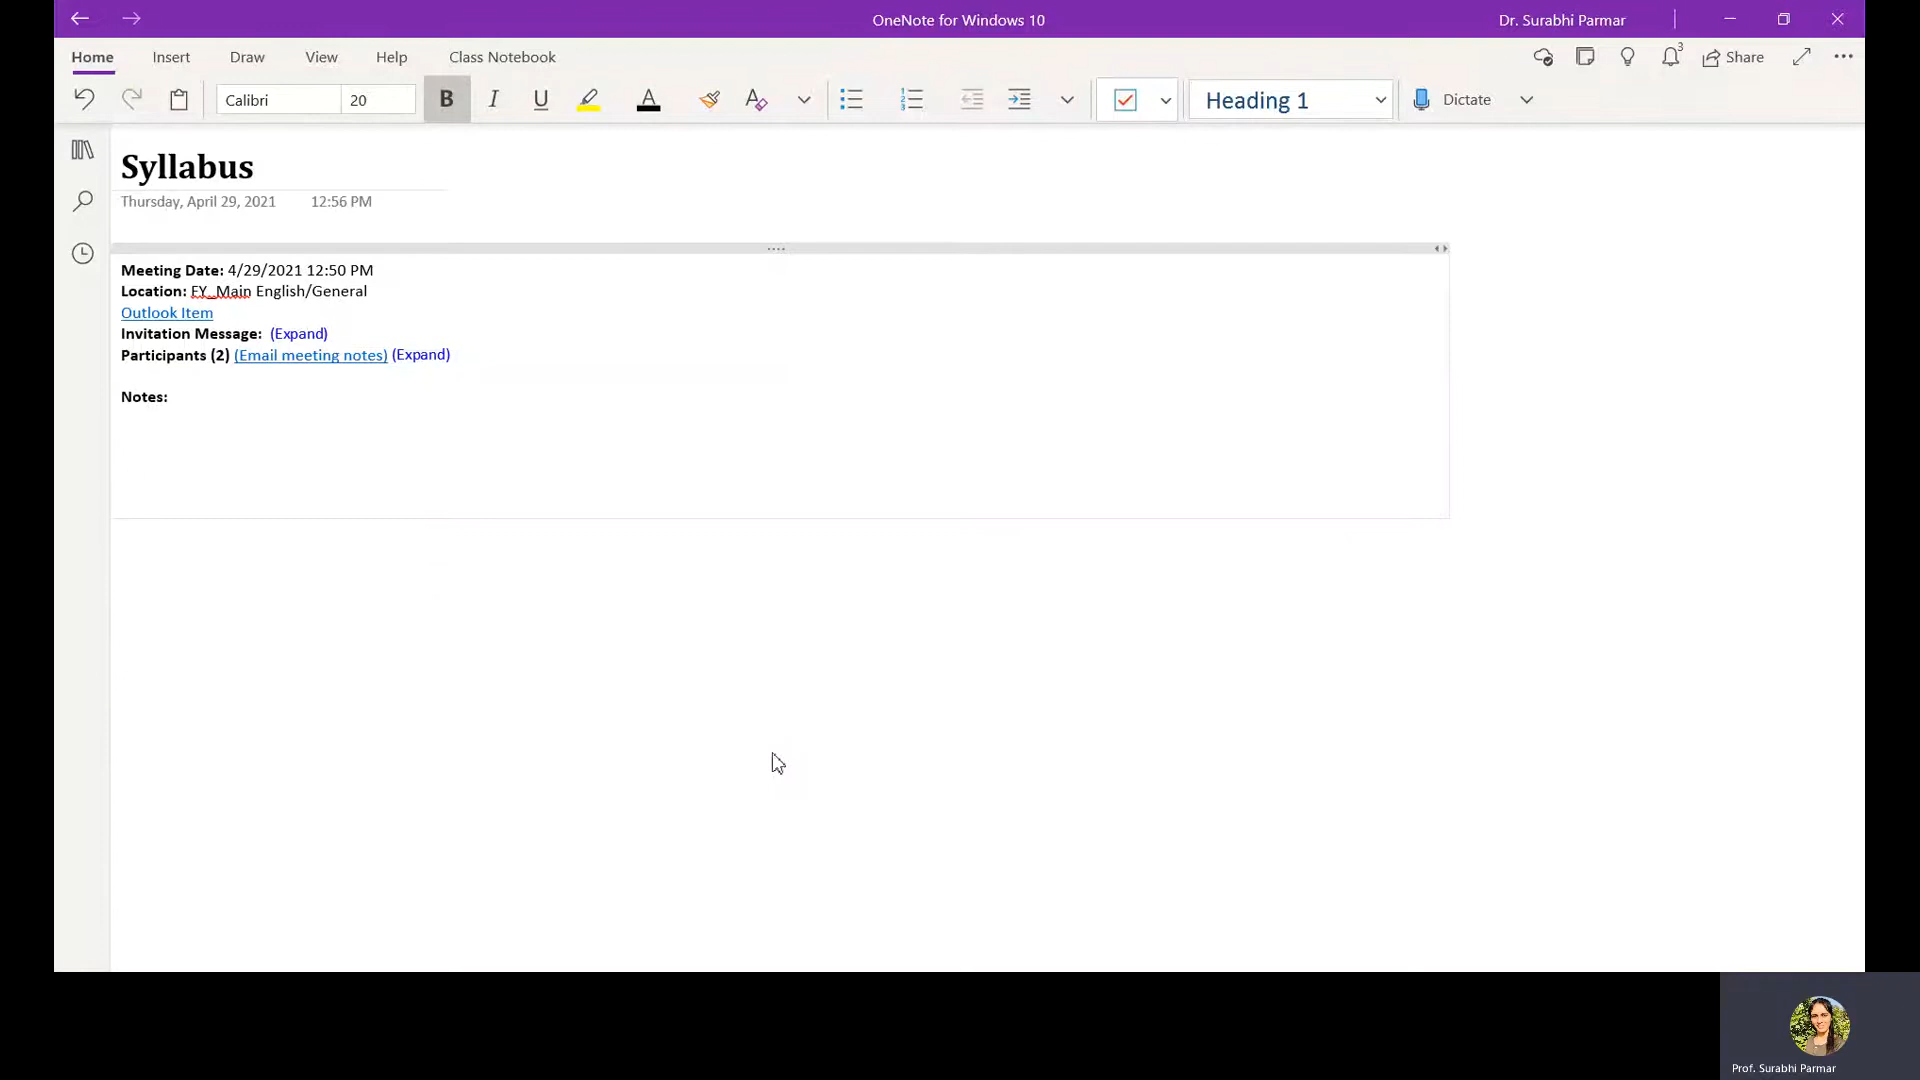 OneNote for Windows 10
Dr. Surabhi Parmar
Home Insert Draw View Help Class Notebook
3
Share
Calibri 20 B I U A A Heading 1 Dictate
Syllabus
Thursday, April 29, 2021 12:56 PM
Meeting Date: 4/29/2021 12:50 PM
Location: FY_Main English/General
Outlook Item
Invitation Message: (Expand)
Participants (2) (Email meeting notes) (Expand)
Notes:
Prof. Surabhi Parmar